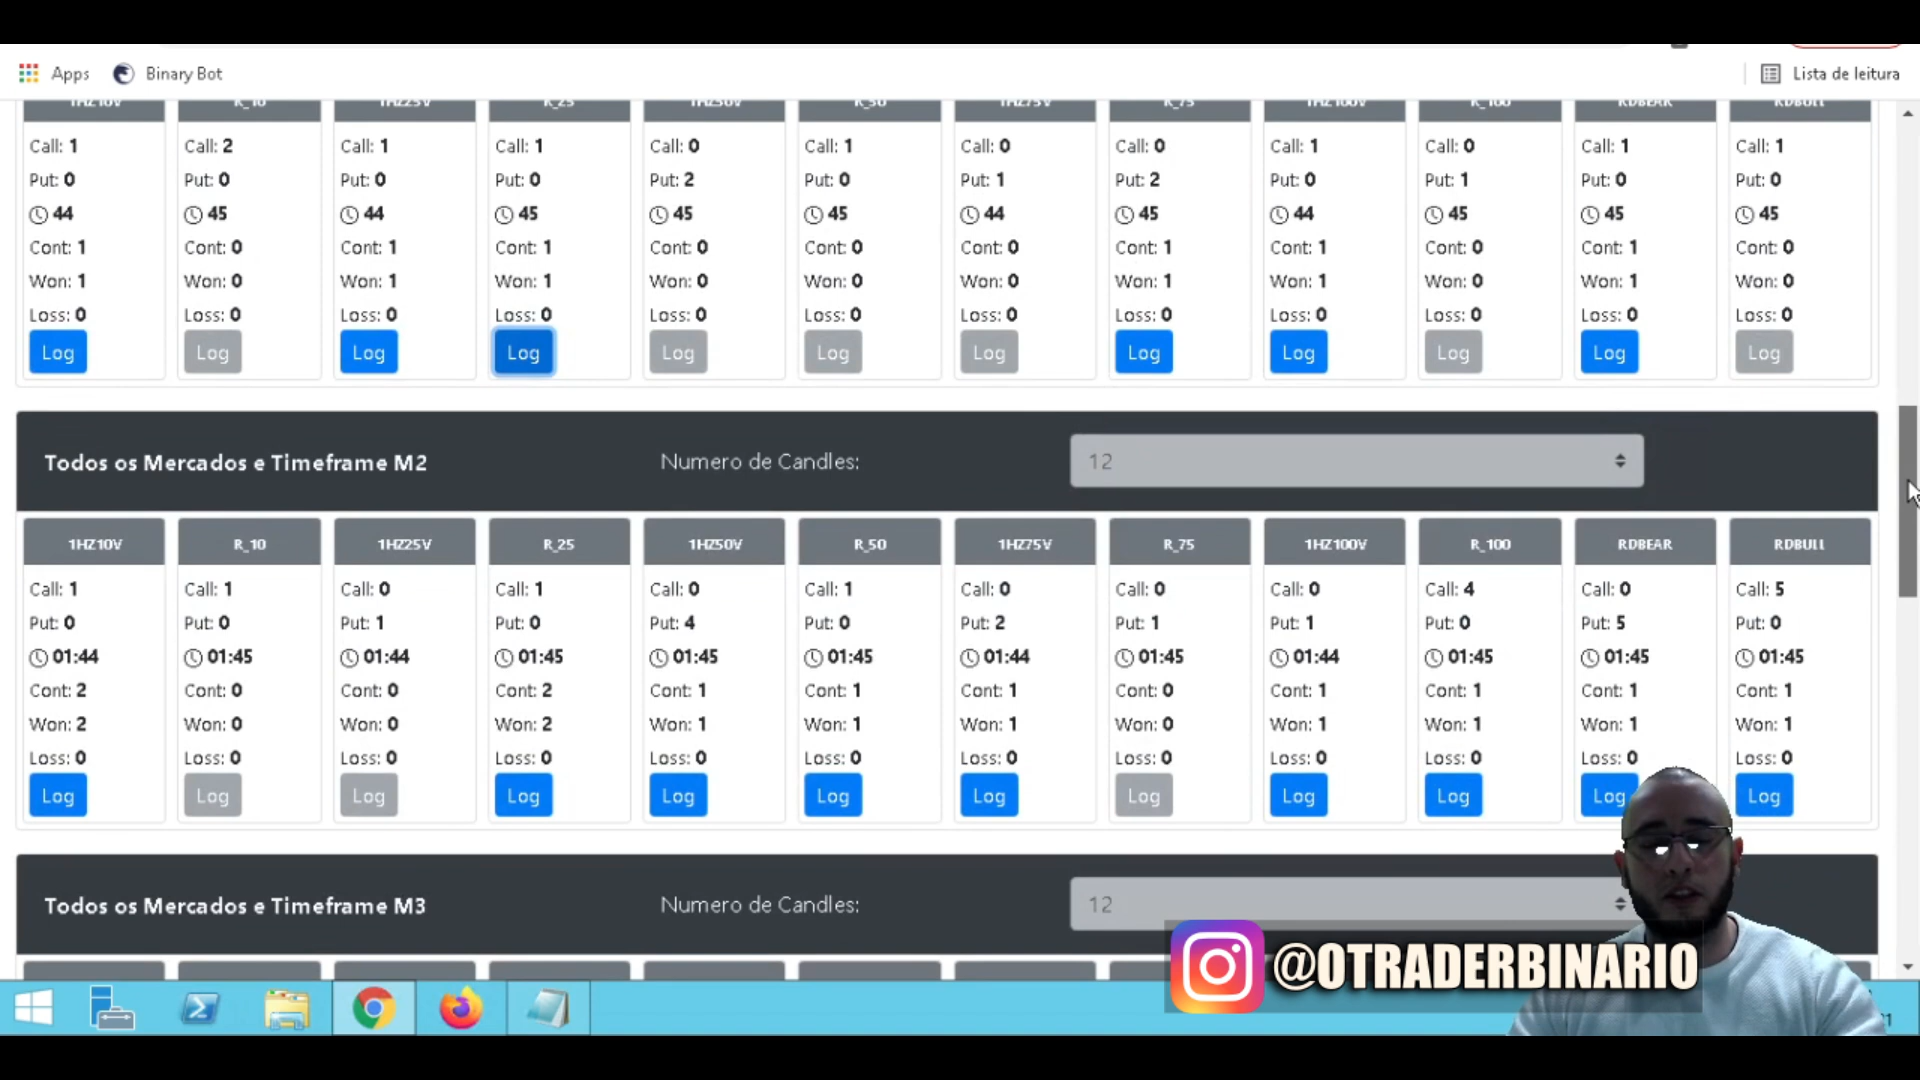 Apps Binary Bot Lista de leitura
1HZ10V R_10 1HZ25V R_25 1HZ50V R_50 1HZ75V R_75 1HZ100V R_100 RDBEAR RDBULL
Call: 1 Call: 2 Call: 1 Call: 1 Call: 0 Call: 1 Call: 0 Call: 0 Call: 1 Call: 0 Call: 1 Call: 1
Put: 0 Put: 0 Put: 0 Put: 0 Put: 2 Put: 0 Put: 1 Put: 2 Put: 0 Put: 1 Put: 0 Put: 0
44 45 44 45 45 45 44 45 44 45 45 45
Cont: 1 Cont: 0 Cont: 1 Cont: 1 Cont: 0 Cont: 0 Cont: 0 Cont: 1 Cont: 1 Cont: 0 Cont: 1 Cont: 0
Won: 1 Won: 0 Won: 1 Won: 1 Won: 0 Won: 0 Won: 0 Won: 1 Won: 1 Won: 0 Won: 1 Won: 0
Loss: 0 Loss: 0 Loss: 0 Loss: 0 Loss: 0 Loss: 0 Loss: 0 Loss: 0 Loss: 0 Loss: 0 Loss: 0 Loss: 0
Log Log Log Log Log Log Log Log Log Log Log Log
Todos os Mercados e Timeframe M2 Numero de Candles: 12
1HZ10V R_10 1HZ25V R_25 1HZ50V R_50 1HZ75V R_75 1HZ100V R_100 RDBEAR RDBULL
Call: 1 Call: 1 Call: 0 Call: 1 Call: 0 Call: 1 Call: 0 Call: 0 Call: 0 Call: 4 Call: 0 Call: 5
Put: 0 Put: 0 Put: 1 Put: 0 Put: 4 Put: 0 Put: 2 Put: 1 Put: 1 Put: 0 Put: 5 Put: 0
01:44 01:45 01:44 01:45 01:45 01:45 01:44 01:45 01:44 01:45 01:45 01:45
Cont: 2 Cont: 0 Cont: 0 Cont: 2 Cont: 1 Cont: 1 Cont: 1 Cont: 0 Cont: 1 Cont: 1 Cont: 1 Cont: 1
Won: 2 Won: 0 Won: 0 Won: 2 Won: 1 Won: 1 Won: 1 Won: 0 Won: 1 Won: 1 Won: 1 Won: 1
Loss: 0 Loss: 0 Loss: 0 Loss: 0 Loss: 0 Loss: 0 Loss: 0 Loss: 0 Loss: 0 Loss: 0 Loss: 0 Loss: 0
Log Log Log Log Log Log Log Log Log Log Log Log
Todos os Mercados e Timeframe M3 Numero de Candles: 12
@OTRADERBINARIO